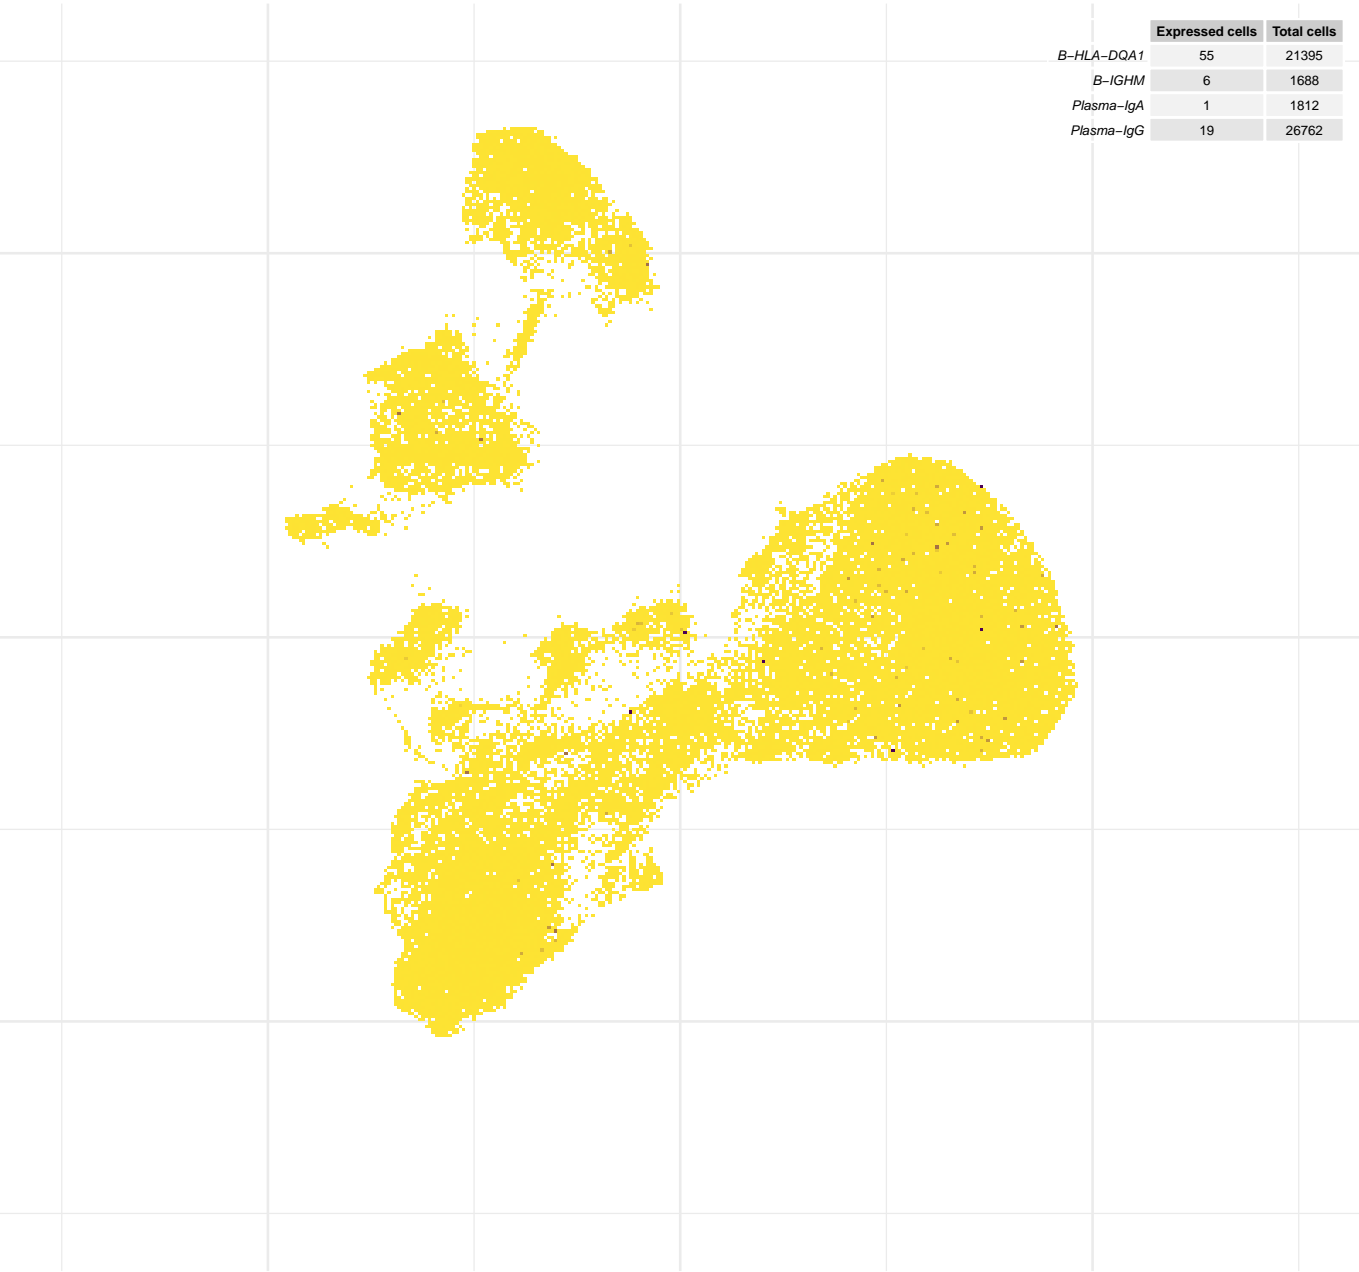 Expressed cells Total cells
B−HLA−DQA1 55 21395
B−IGHM 6 1688
Plasma−IgA 1 1812
Plasma−IgG 19 26762